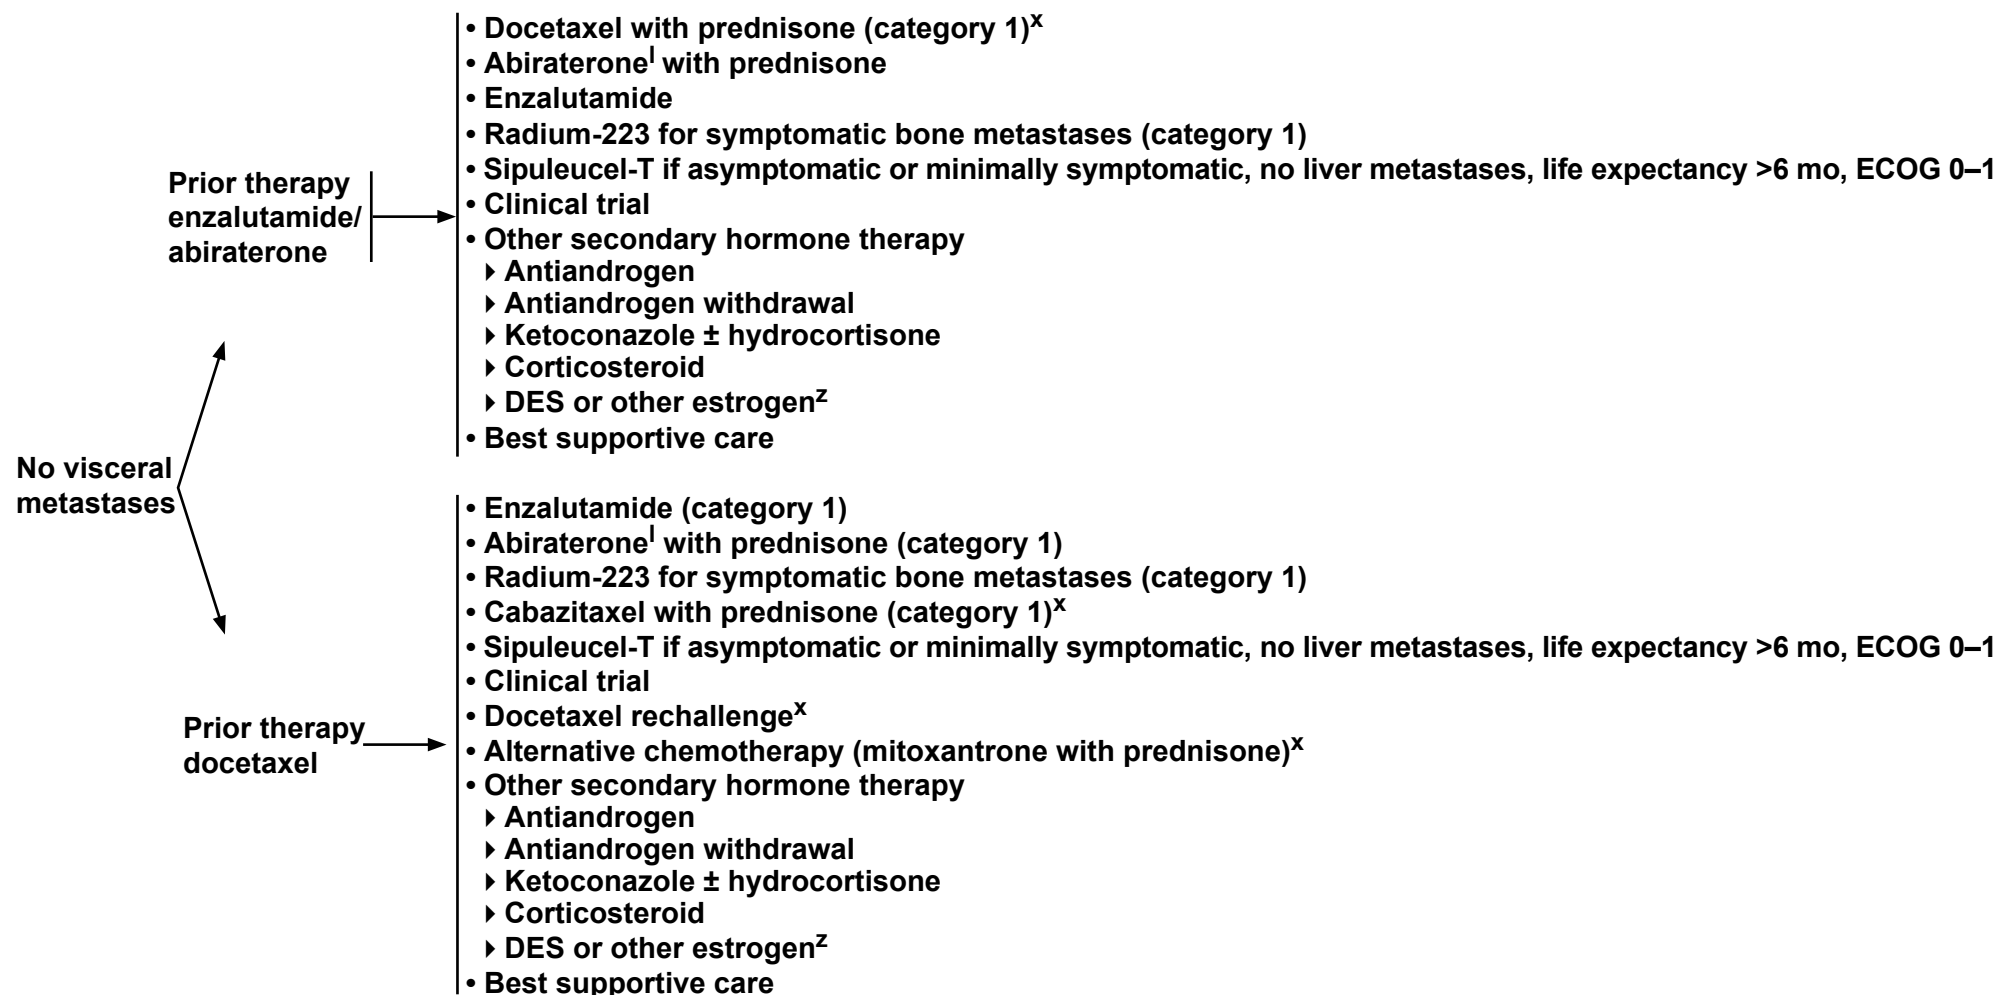 No visceral
metastases
Prior therapy
enzalutamide/
abiraterone
• Docetaxel with prednisone (category 1)x
• Abirateronel with prednisone
• Enzalutamide
• Radium-223 for symptomatic bone metastases (category 1)
• Sipuleucel-T if asymptomatic or minimally symptomatic, no liver metastases, life expectancy >6 mo, ECOG 0–1
• Clinical trial
• Other secondary hormone therapy
▸ Antiandrogen
▸ Antiandrogen withdrawal
▸ Ketoconazole ± hydrocortisone
▸ Corticosteroid
▸ DES or other estrogenz
• Best supportive care
Prior therapy
docetaxel
• Enzalutamide (category 1)
• Abirateronel with prednisone (category 1)
• Radium-223 for symptomatic bone metastases (category 1)
• Cabazitaxel with prednisone (category 1)x
• Sipuleucel-T if asymptomatic or minimally symptomatic, no liver metastases, life expectancy >6 mo, ECOG 0–1
• Clinical trial
• Docetaxel rechallengex
• Alternative chemotherapy (mitoxantrone with prednisone)x
• Other secondary hormone therapy
▸ Antiandrogen
▸ Antiandrogen withdrawal
▸ Ketoconazole ± hydrocortisone
▸ Corticosteroid
▸ DES or other estrogenz
• Best supportive care